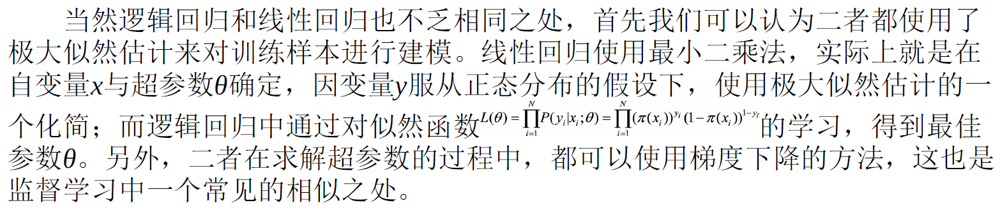 当然逻辑回归和线性回归也不乏相同之处，首先我们可以认为二者都使用了
极大似然估计来对训练样本进行建模。线性回归使用最小二乘法，实际上就是在
自变量x与超参数θ确定，因变量y服从正态分布的假设下，使用极大似然估计的一
个化简；而逻辑回归中通过对似然函数L(θ) = ∏_{i=1}^{N} P(y_i|x_i;θ) = ∏_{i=1}^{N} (π(x_i))^{y_i} (1−π(x_i))^{1−y_i}的学习，得到最佳
参数θ。另外，二者在求解超参数的过程中，都可以使用梯度下降的方法，这也是
监督学习中一个常见的相似之处。